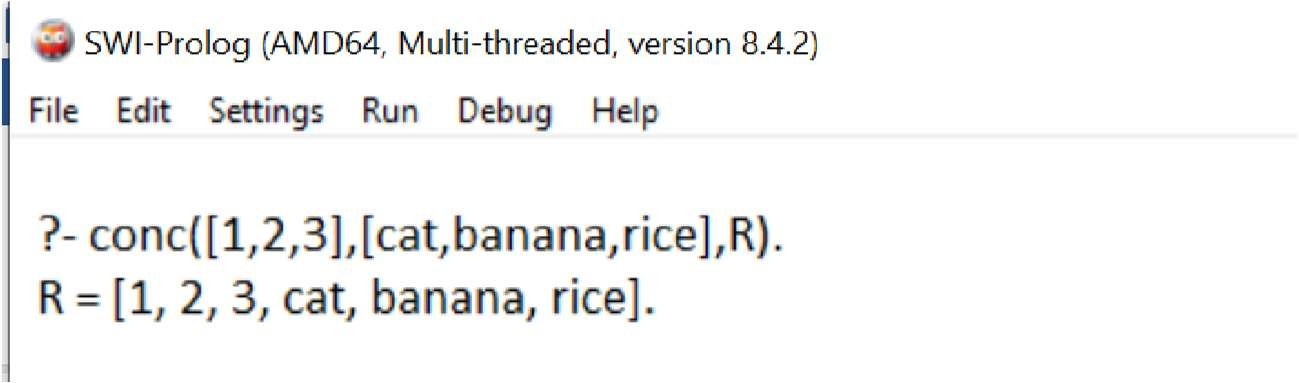 SWI-Prolog (AMD64, Multi-threaded, version 8.4.2)
File Edit Settings Run Debug Help
?- conc([1,2,3],[cat,banana,rice],R).
R = [1, 2, 3, cat, banana, rice].